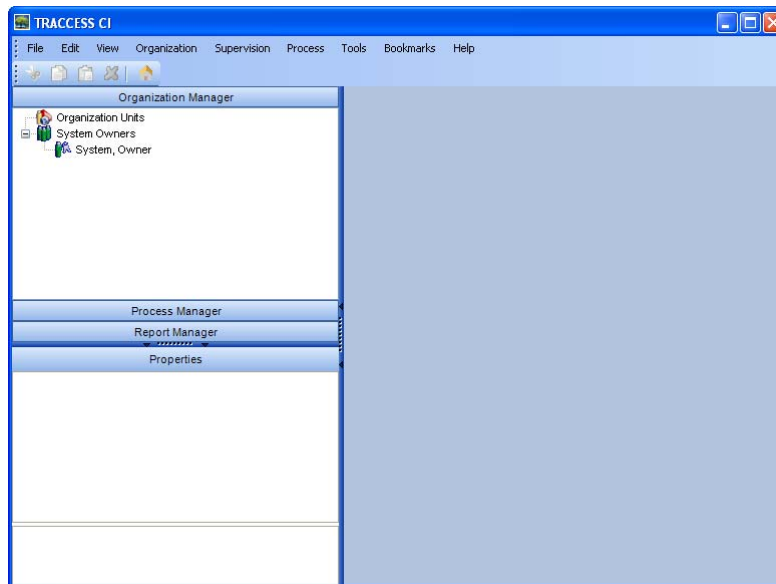 TRACCESS CI
File Edit View Organization Supervision Process Tools Bookmarks Help
Organization Manager
Organization Units
System Owners
System, Owner
Process Manager
Report Manager
Properties